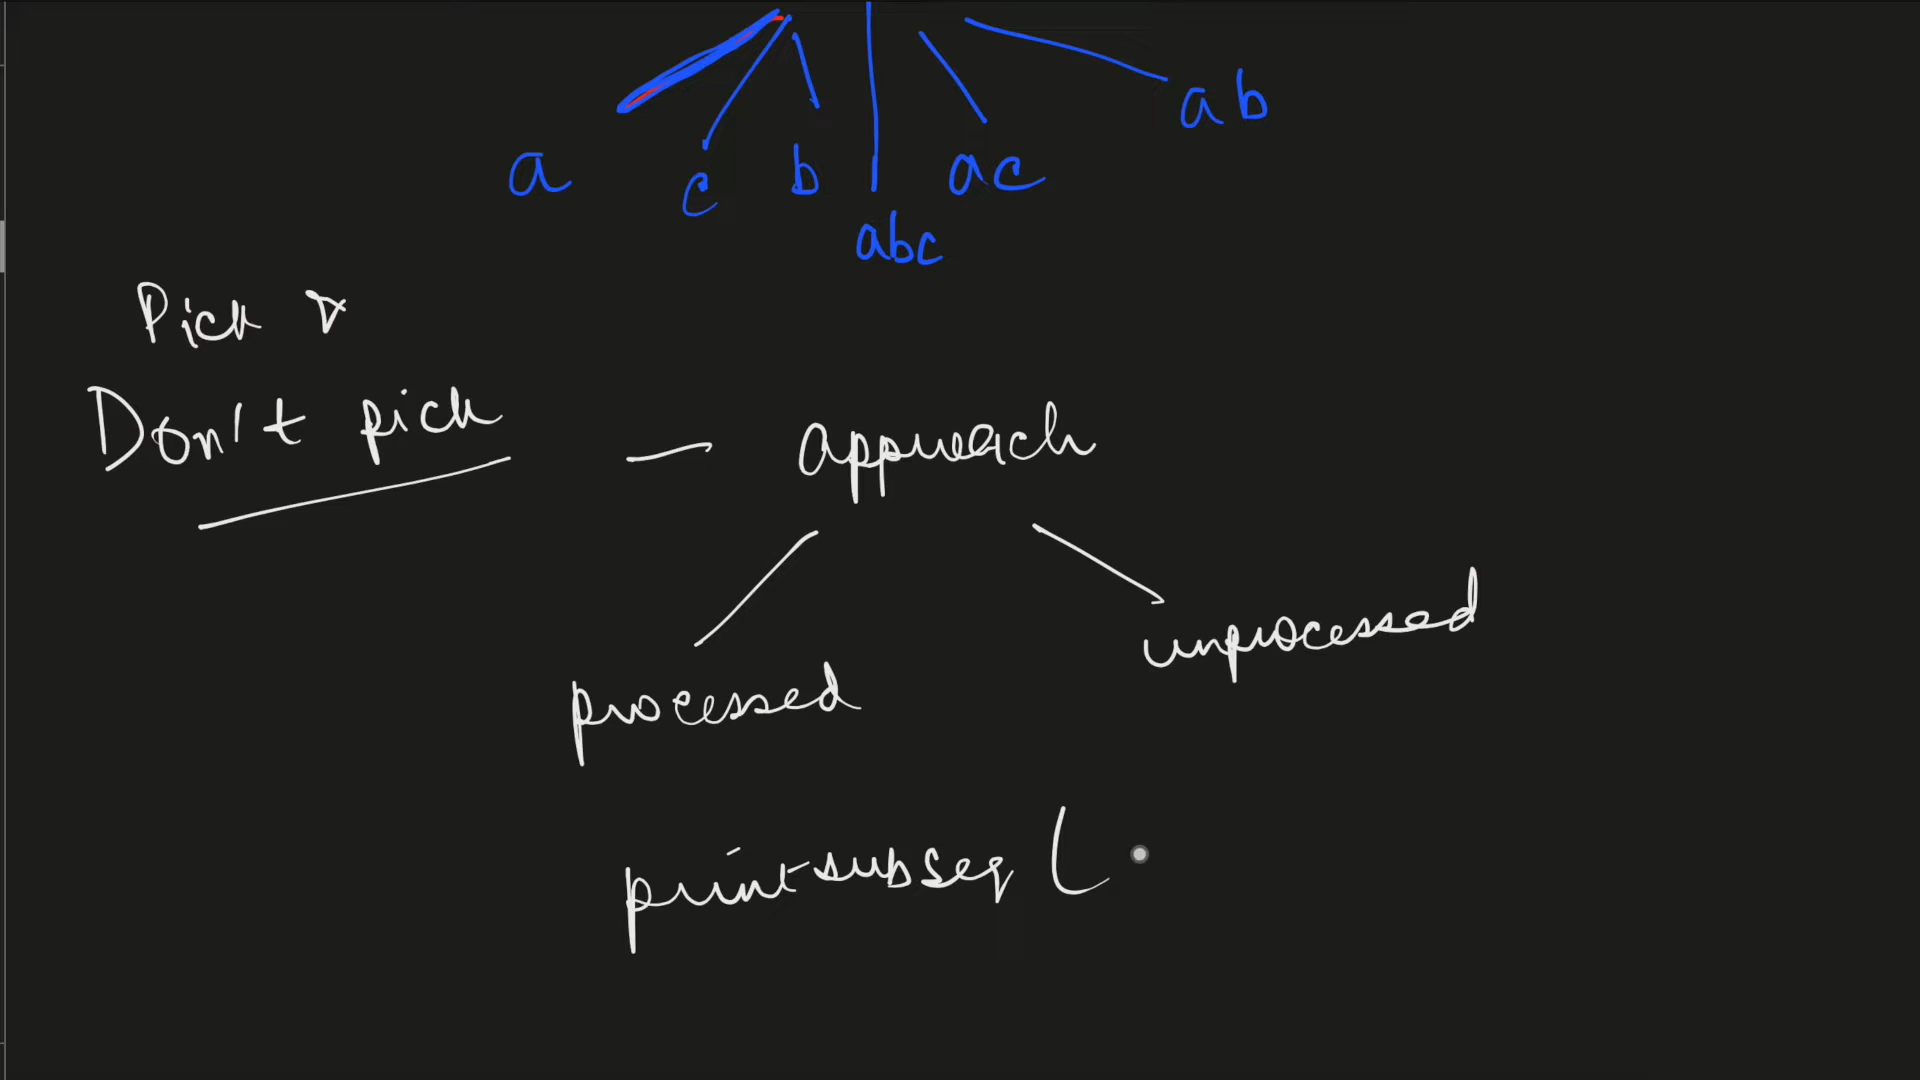 ab
a c b ac
abc
Pick &
Don't pick — approach
processed unprocessed
printsubseq (